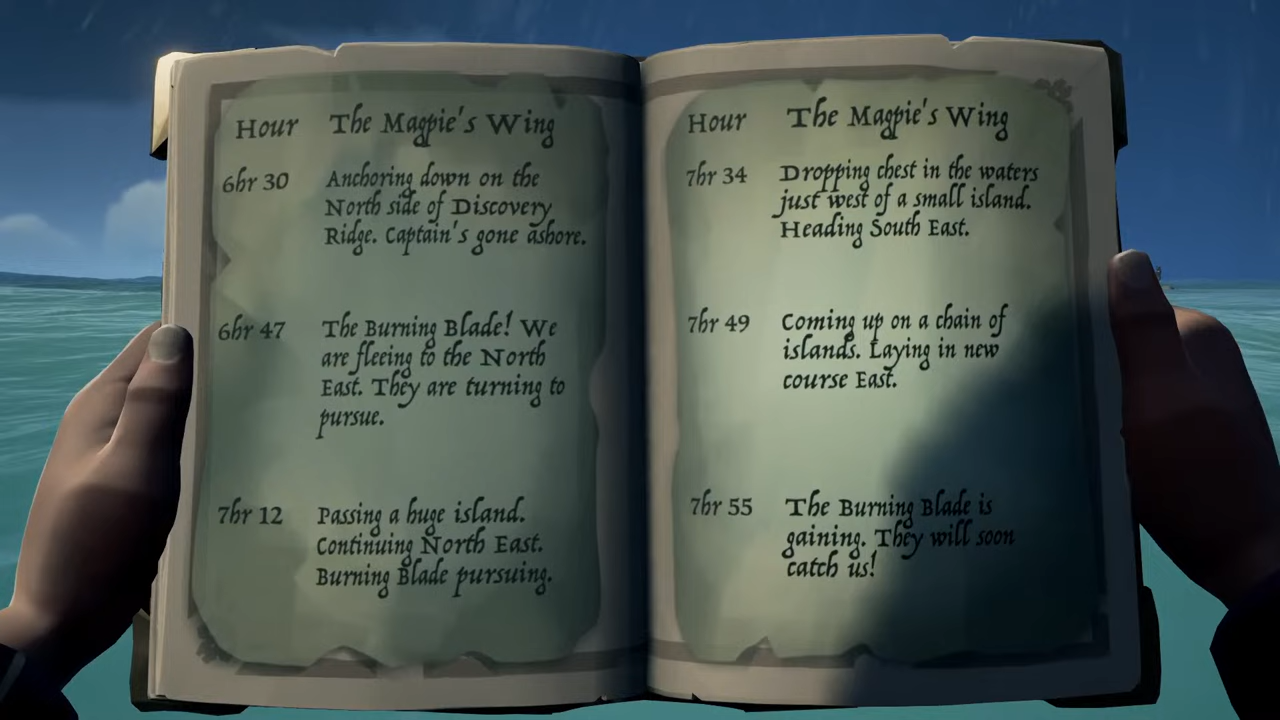 Hour The Magpie's Wing
6hr 30 Anchoring down on the
North side of Discovery
Ridge. Captain's gone ashore.
6hr 47 The Burning Blade! We
are fleeing to the North
East. They are turning to
pursue.
7hr 12 Passing a huge island.
Continuing North East.
Burning Blade pursuing.
Hour The Magpie's Wing
7hr 34 Dropping chest in the waters
just west of a small island.
Heading South East.
7hr 49 Coming up on a chain of
islands. Laying in new
course East.
7hr 55 The Burning Blade is
gaining. They will soon
catch us!